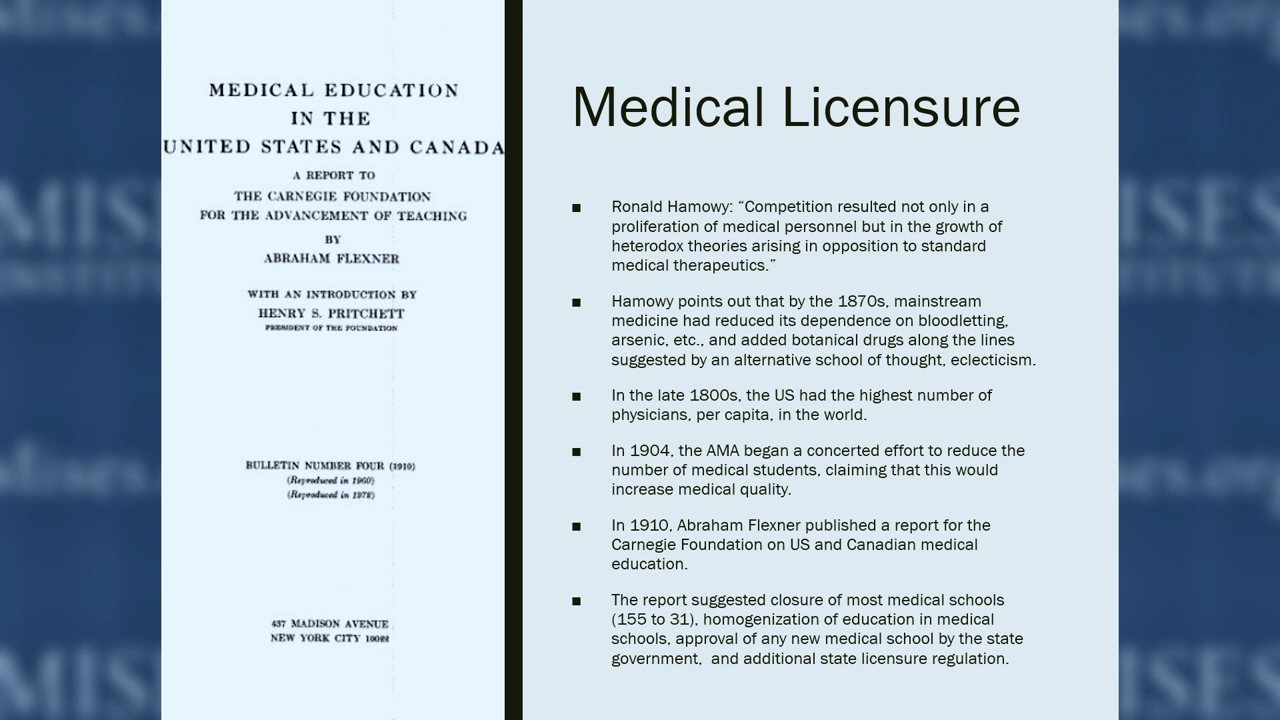 MEDICAL EDUCATION
IN THE
UNITED STATES AND CANADA
A REPORT TO
THE CARNEGIE FOUNDATION
FOR THE ADVANCEMENT OF TEACHING
BY
ABRAHAM FLEXNER
WITH AN INTRODUCTION BY
HENRY S. PRITCHETT
PRESIDENT OF THE FOUNDATION
BULLETIN NUMBER FOUR (1910)
(Reproduced in 1960)
(Reproduced in 1972)
437 MADISON AVENUE
NEW YORK CITY 10022
Medical Licensure
■ Ronald Hamowy: “Competition resulted not only in a
proliferation of medical personnel but in the growth of
heterodox theories arising in opposition to standard
medical therapeutics.”
■ Hamowy points out that by the 1870s, mainstream
medicine had reduced its dependence on bloodletting,
arsenic, etc., and added botanical drugs along the lines
suggested by an alternative school of thought, eclecticism.
■ In the late 1800s, the US had the highest number of
physicians, per capita, in the world.
■ In 1904, the AMA began a concerted effort to reduce the
number of medical students, claiming that this would
increase medical quality.
■ In 1910, Abraham Flexner published a report for the
Carnegie Foundation on US and Canadian medical
education.
■ The report suggested closure of most medical schools
(155 to 31), homogenization of education in medical
schools, approval of any new medical school by the state
government, and additional state licensure regulation.